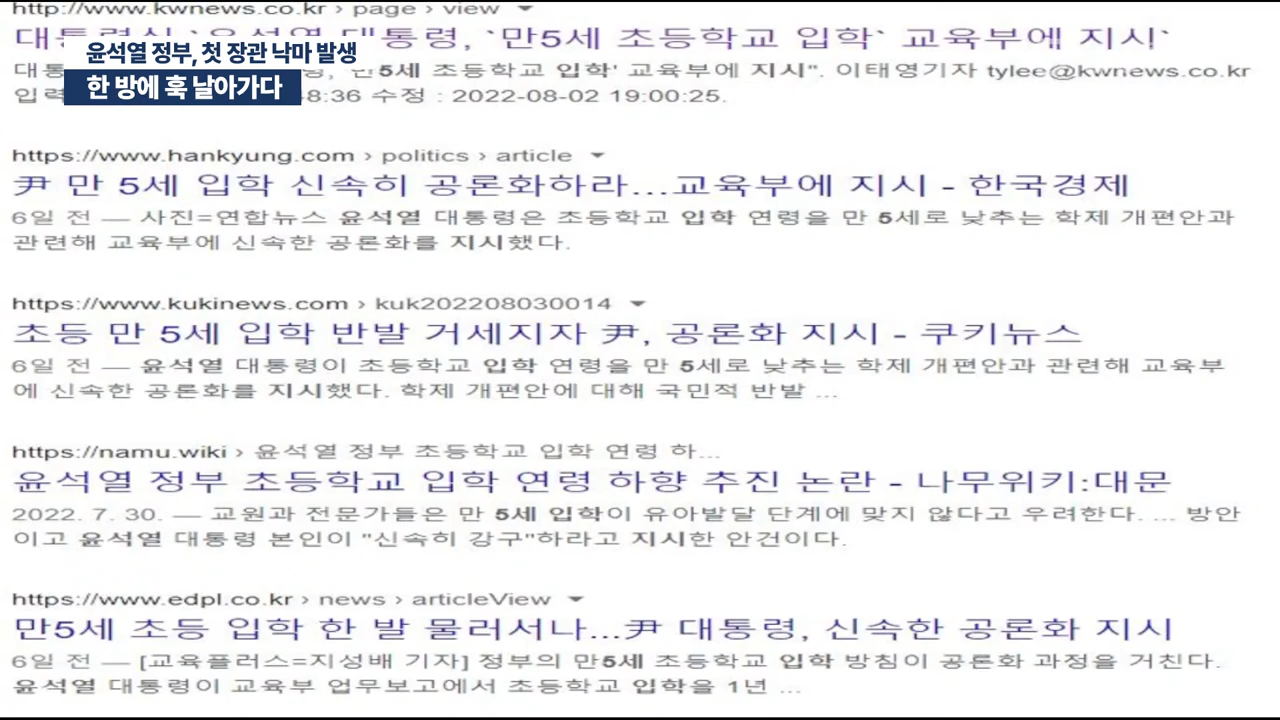 http://www.kwnews.co.kr › page › view
윤석열 정부, 첫 장관 낙마 발생
한 방에 훅 날아가다
대통령, `만5세 초등학교 입학` 교육부에 지시`
대통 만5세 초등학교 입학' 교육부에 지시". 이태영기자 tylee@kwnews.co.kr
입력 48:36 수정 : 2022-08-02 19:00:25.
https://www.hankyung.com › politics › article
尹 만 5세 입학 신속히 공론화하라...교육부에 지시 - 한국경제
6일 전 — 사진=연합뉴스 윤석열 대통령은 초등학교 입학 연령을 만 5세로 낮추는 학제 개편안과
관련해 교육부에 신속한 공론화를 지시했다.
https://www.kukinews.com › kuk202208030014
초등 만 5세 입학 반발 거세지자 尹, 공론화 지시 - 쿠키뉴스
6일 전 — 윤석열 대통령이 초등학교 입학 연령을 만 5세로 낮추는 학제 개편안과 관련해 교육부
에 신속한 공론화를 지시했다. 학제 개편안에 대해 국민적 반발 ...
https://namu.wiki › 윤석열 정부 초등학교 입학 연령 하...
윤석열 정부 초등학교 입학 연령 하향 추진 논란 - 나무위키:대문
2022. 7. 30. — 교원과 전문가들은 만 5세 입학이 유아발달 단계에 맞지 않다고 우려한다. ... 방안
이고 윤석열 대통령 본인이 "신속히 강구"하라고 지시한 안건이다.
https://www.edpl.co.kr › news › articleView
만5세 초등 입학 한 발 물러서나...尹 대통령, 신속한 공론화 지시
6일 전 — [교육플러스=지성배 기자] 정부의 만5세 초등학교 입학 방침이 공론화 과정을 거친다.
윤석열 대통령이 교육부 업무보고에서 초등학교 입학을 1년 ...